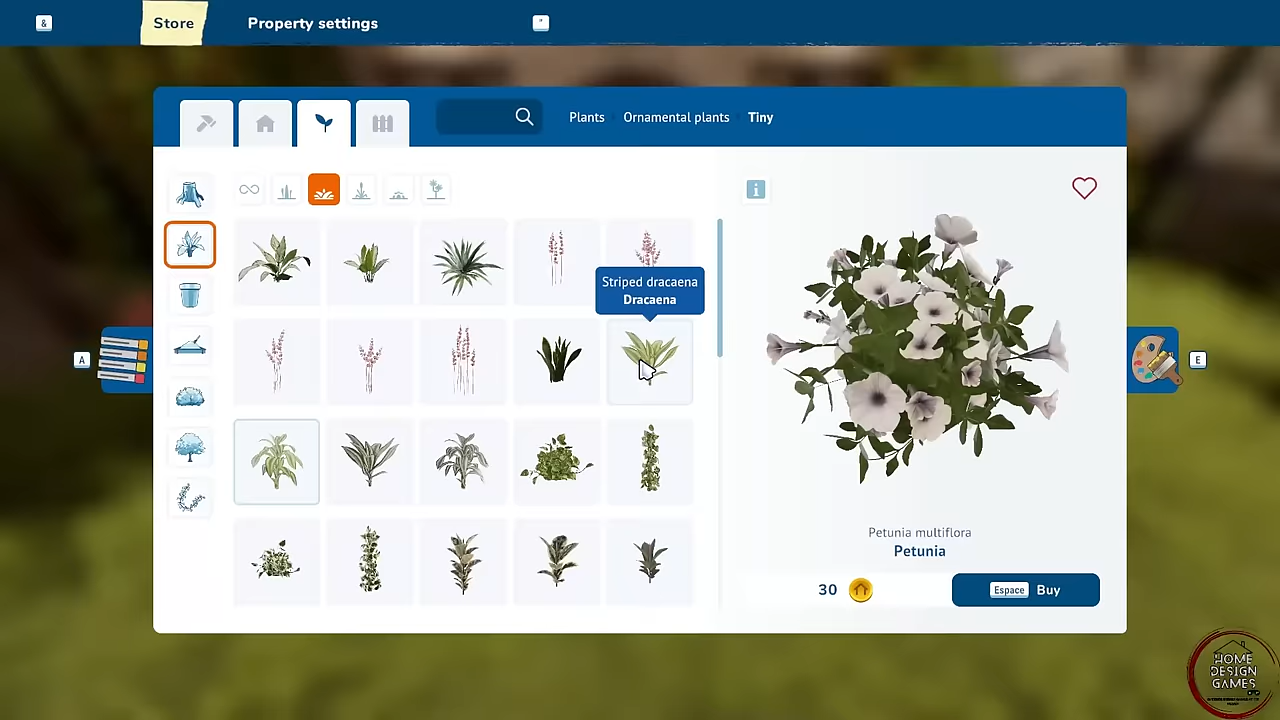 &
Store
Property settings
"
Plants
Ornamental plants
Tiny
Striped dracaena
Dracaena
A
E
Petunia multiflora
Petunia
30
Espace
Buy
HOME
DESIGN
GAMES